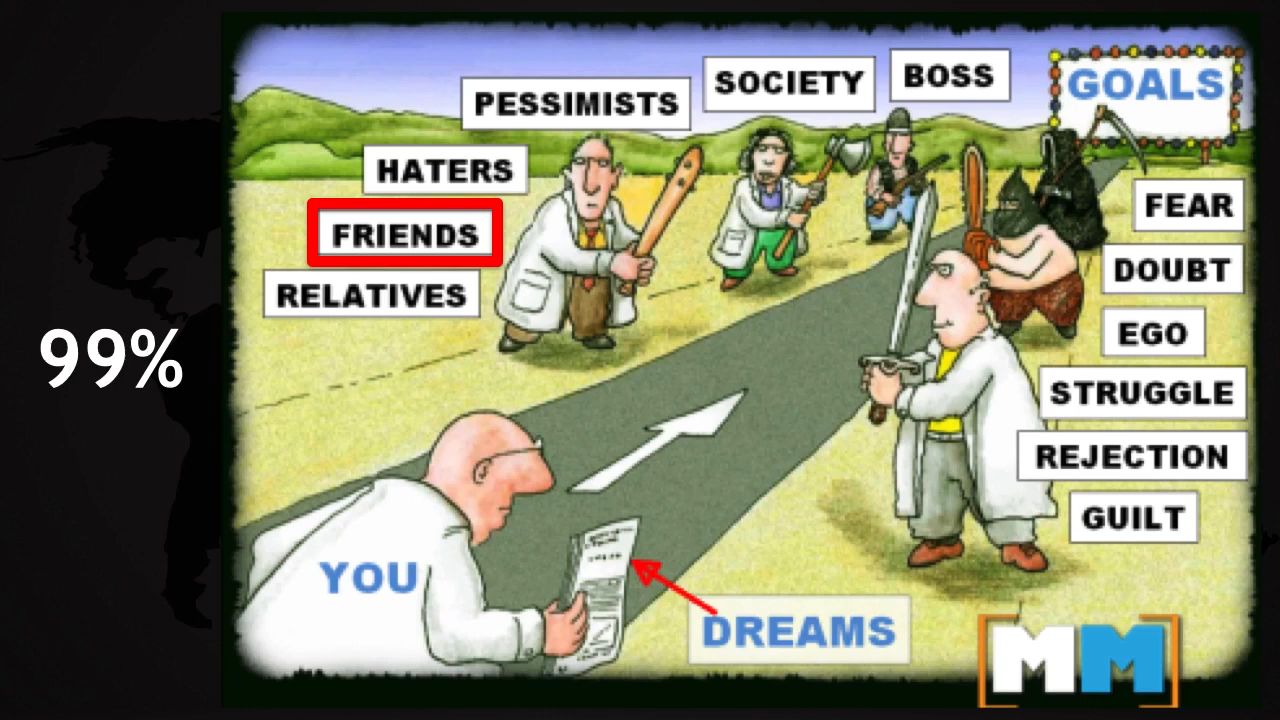 99%
PESSIMISTS
SOCIETY
BOSS
GOALS
HATERS
FRIENDS
RELATIVES
FEAR
DOUBT
EGO
STRUGGLE
REJECTION
GUILT
YOU
DREAMS
MM